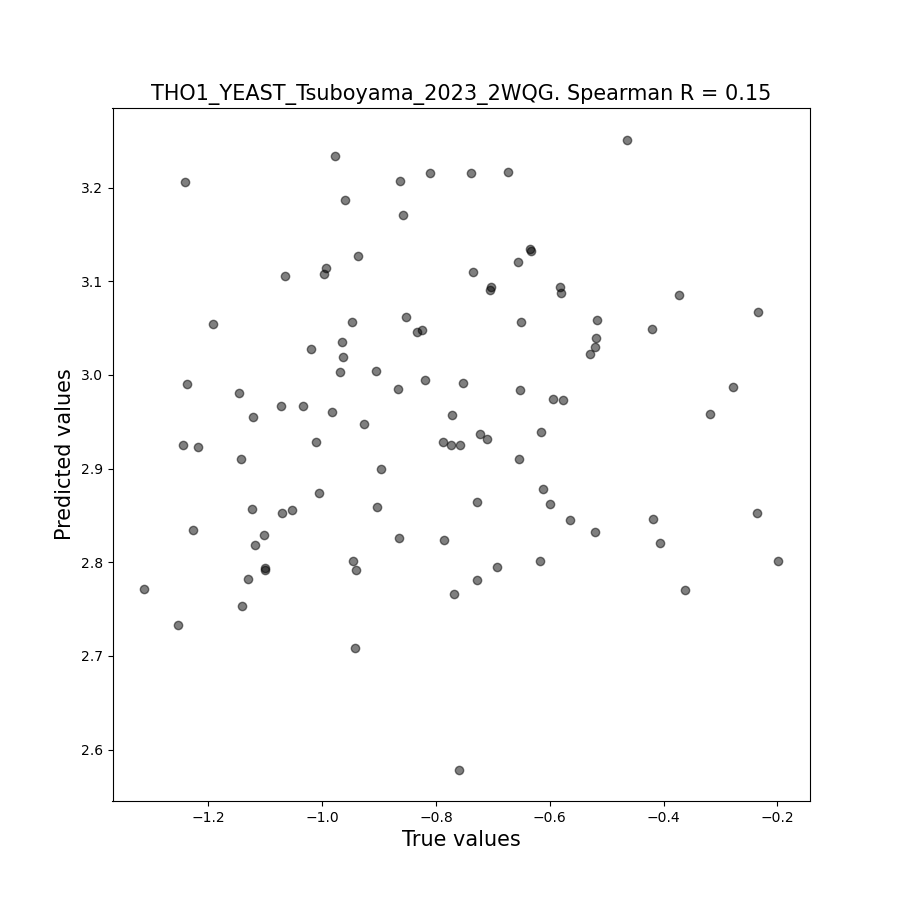 THO1_YEAST_Tsuboyama_2023_2WQG. Spearman R = 0.15
Predicted values
3.2
3.1
3.0
2.9
2.8
2.7
2.6
−1.2 −1.0 −0.8 −0.6 −0.4 −0.2
True values